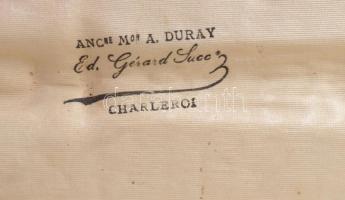 ANCNE MON A. DURAY
Ed. Gérard Succr
CHARLEROI